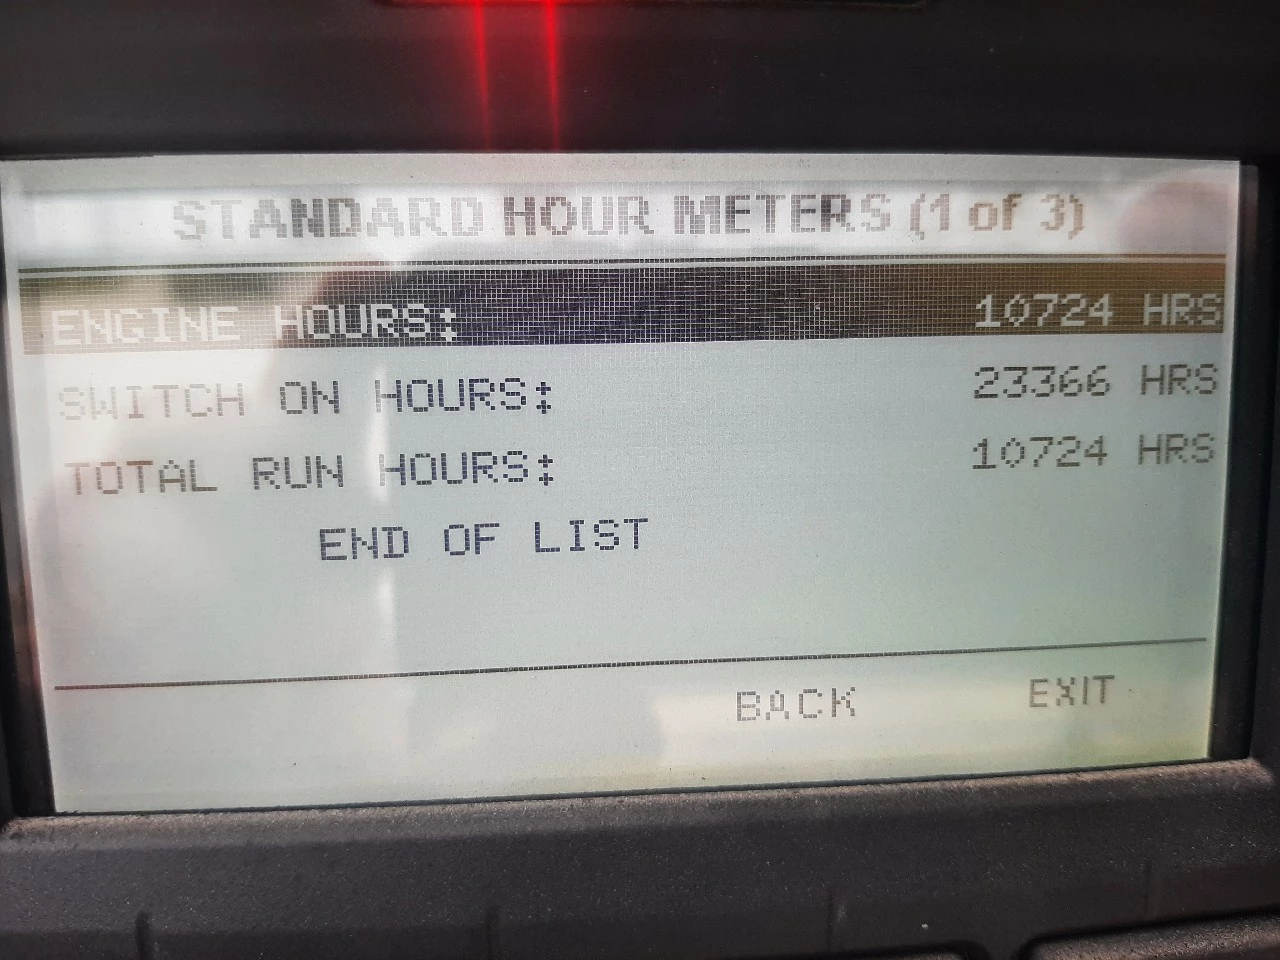 STANDARD HOUR METERS (1 of 3)
ENGINE HOURS: 10724 HRS
SWITCH ON HOURS: 23366 HRS
TOTAL RUN HOURS: 10724 HRS
END OF LIST
BACK EXIT